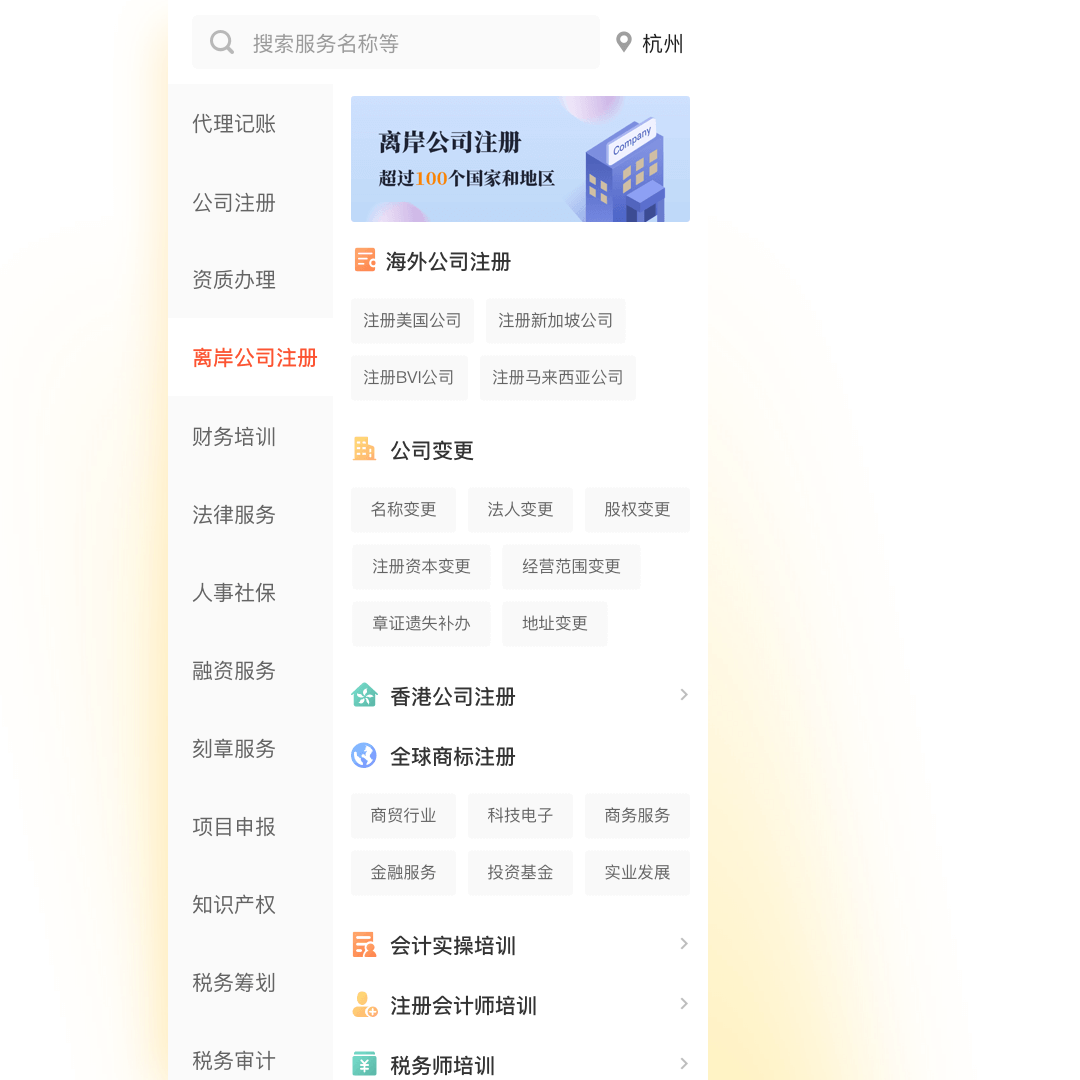 搜索服务名称等
杭州
代理记账
公司注册
资质办理
离岸公司注册
财务培训
法律服务
人事社保
融资服务
刻章服务
项目申报
知识产权
税务筹划
税务审计
离岸公司注册
超过100个国家和地区
Company
海外公司注册
注册美国公司
注册新加坡公司
注册BVI公司
注册马来西亚公司
公司变更
名称变更
法人变更
股权变更
注册资本变更
经营范围变更
章证遗失补办
地址变更
香港公司注册
全球商标注册
商贸行业
科技电子
商务服务
金融服务
投资基金
实业发展
会计实操培训
注册会计师培训
税务师培训